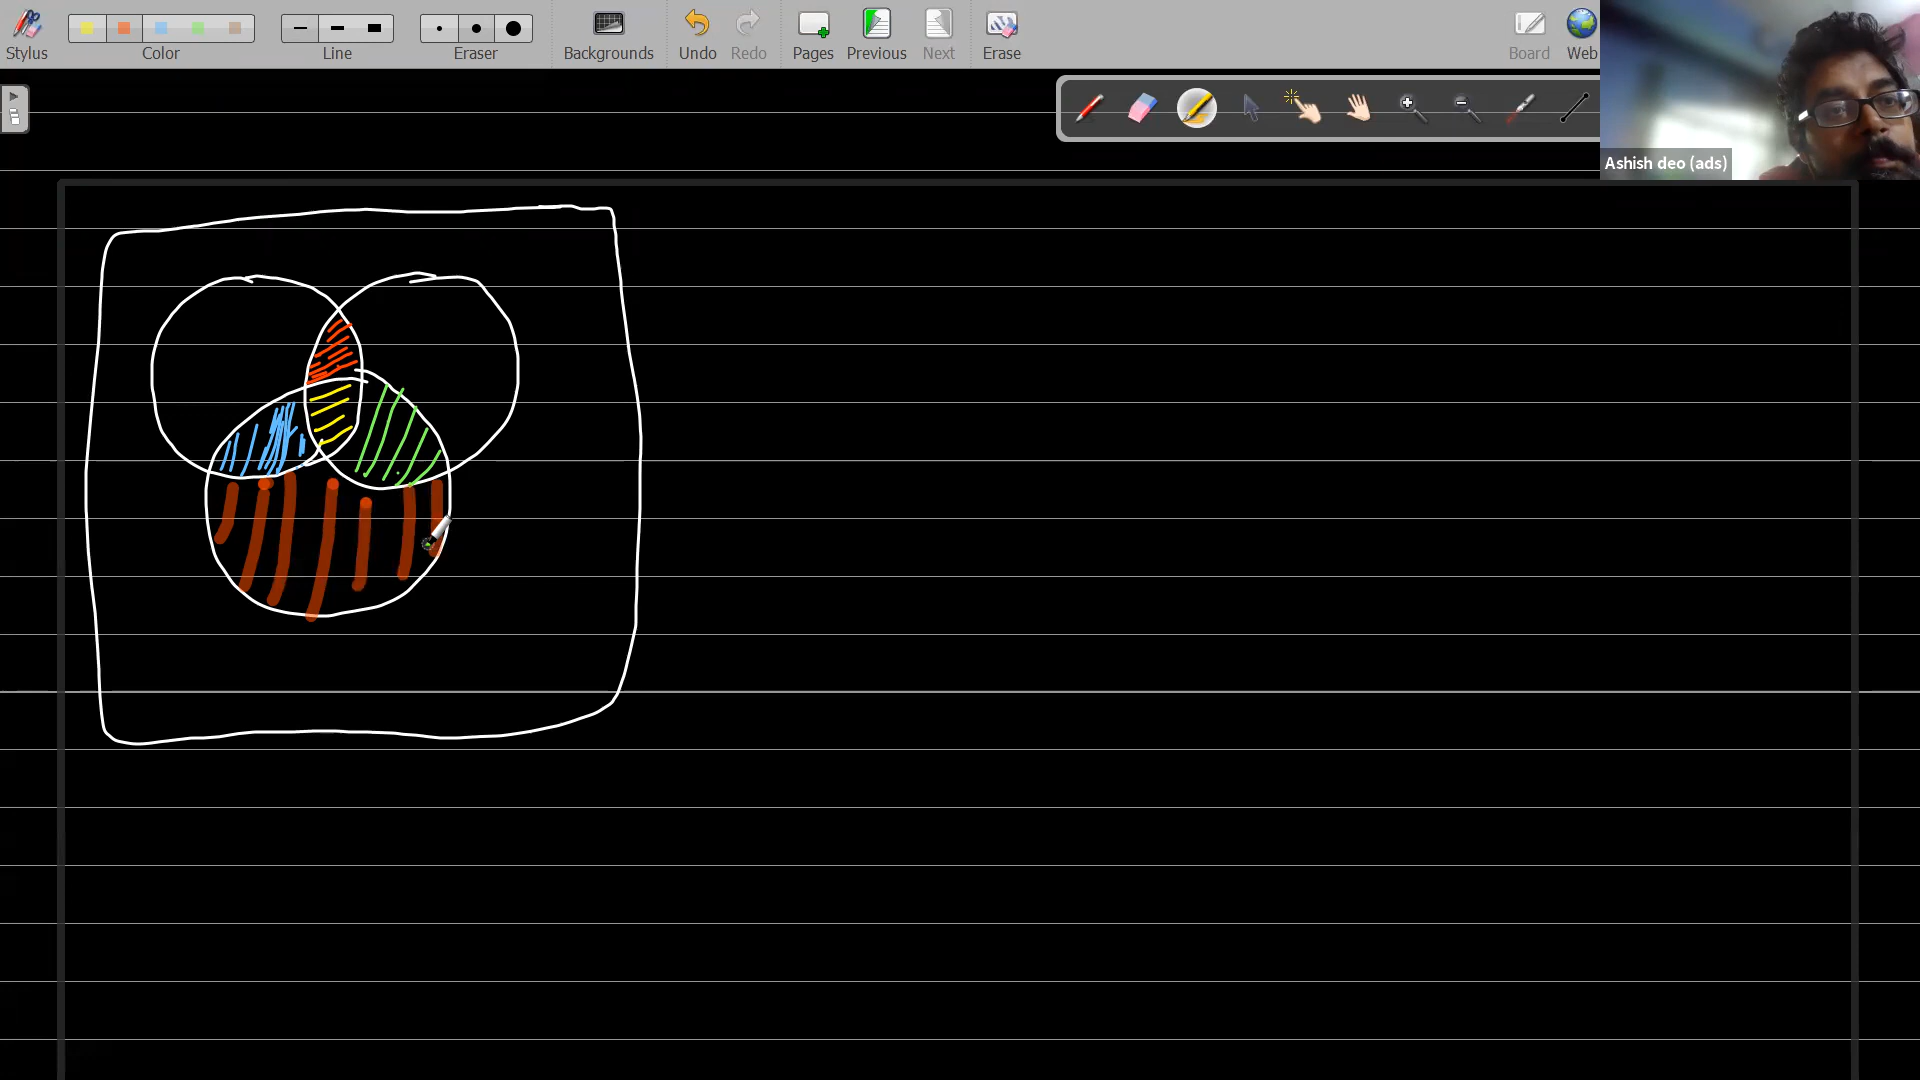 Stylus
Color
Line
Eraser
Backgrounds
Undo
Redo
Pages
Previous
Next
Erase
Board
Web
Ashish deo (ads)